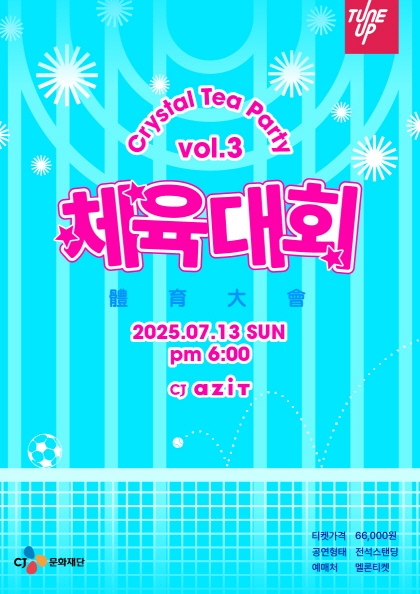 TUNE
UP
Crystal Tea Party
vol.3
체육대회
體育大會
2025.07.13 SUN
pm 6:00
CJ azit
티켓가격 66,000원
공연형태 전석스탠딩
예매처 멜론티켓
CJ 문화재단